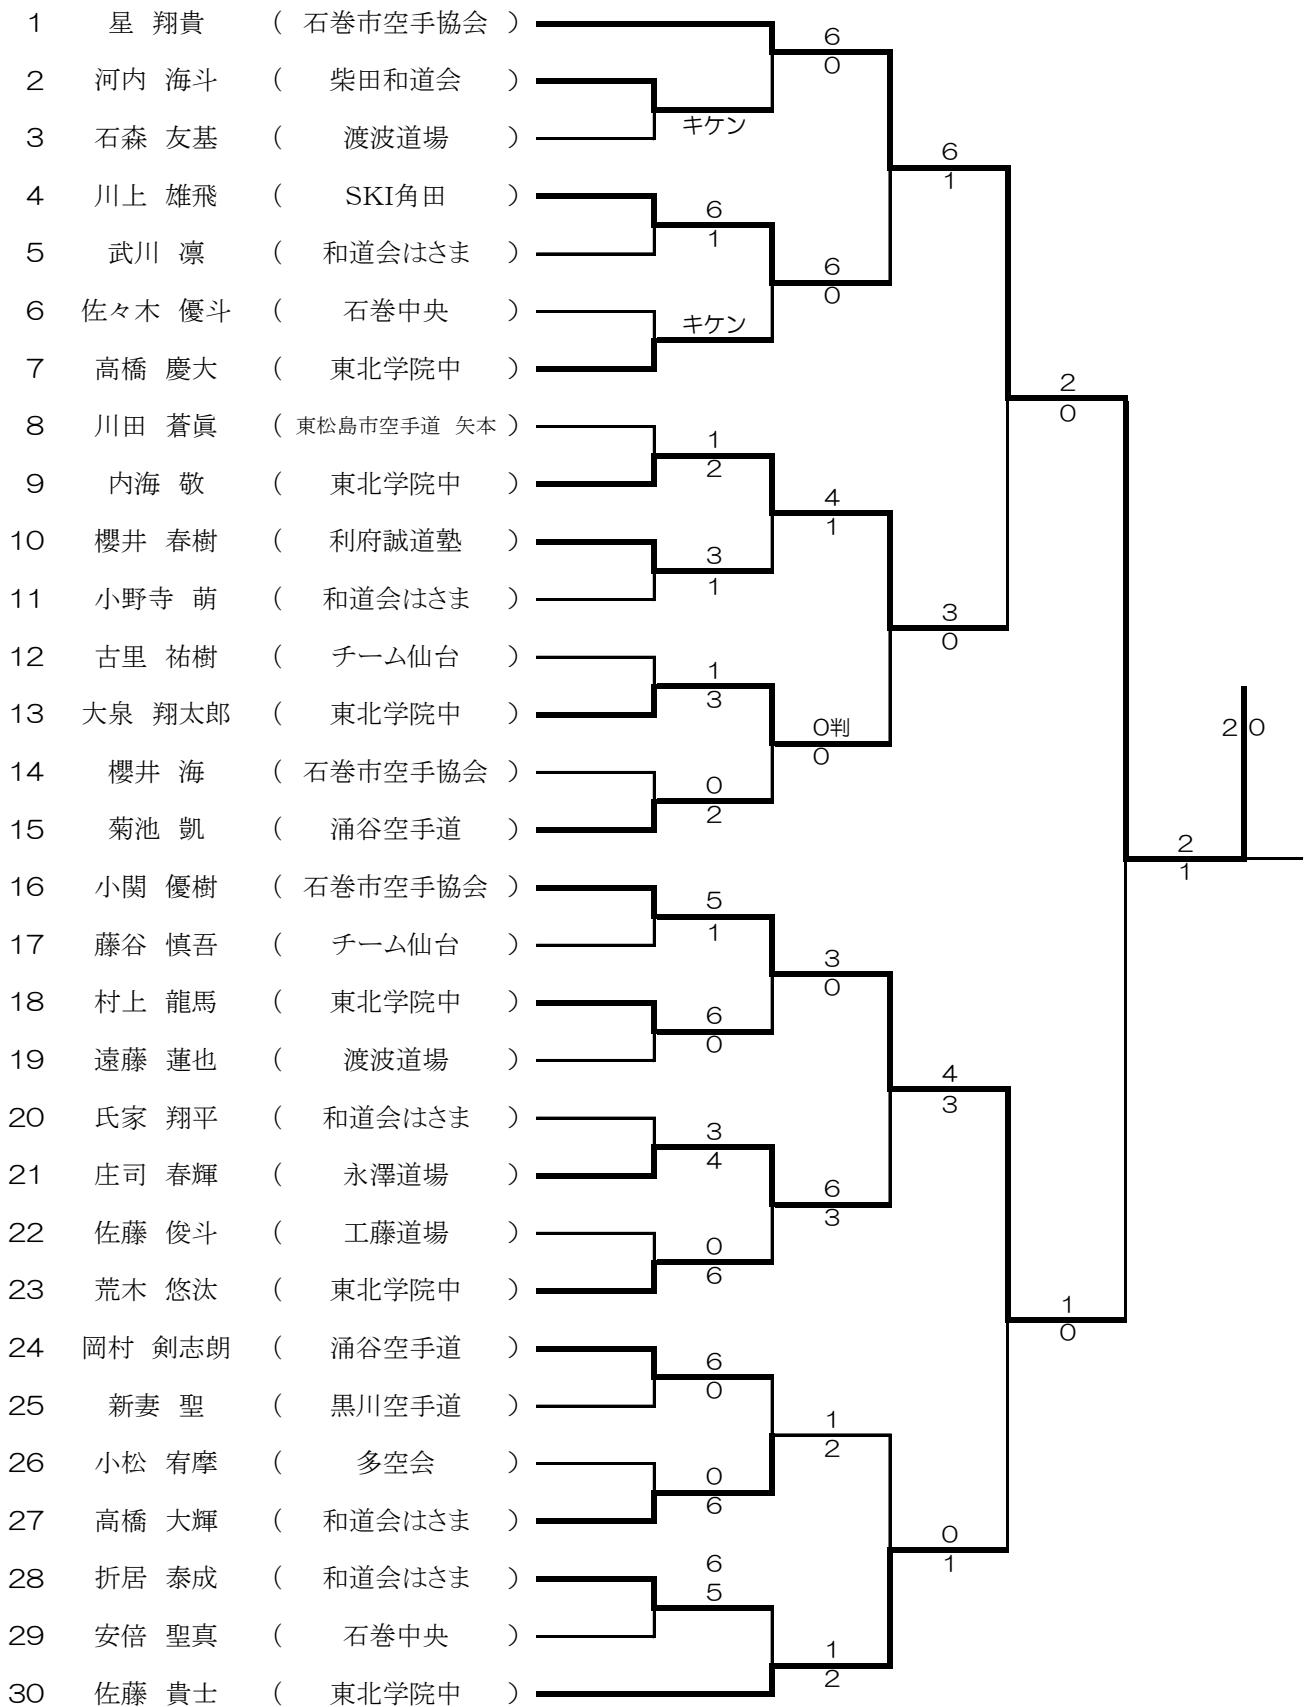 1 星 翔貴 ( 石巻市空手協会 )
6
0
2 河内 海斗 ( 柴田和道会 )
キケン
3 石森 友基 ( 渡波道場 )
6
1
4 川上 雄飛 ( SKI角田 )
6
1
5 武川 凛 ( 和道会はさま )
6
0
6 佐々木 優斗 ( 石巻中央 )
キケン
7 高橋 慶大 ( 東北学院中 )
2
0
8 川田 蒼眞 ( 東松島市空手道 矢本 )
1
2
9 内海 敬 ( 東北学院中 )
4
1
10 櫻井 春樹 ( 利府誠道塾 )
3
1
11 小野寺 萌 ( 和道会はさま )
3
0
12 古里 祐樹 ( チーム仙台 )
1
3
13 大泉 翔太郎 ( 東北学院中 )
0判
0
2 0
14 櫻井 海 ( 石巻市空手協会 )
0
2
15 菊池 凱 ( 涌谷空手道 )
2
1
16 小関 優樹 ( 石巻市空手協会 )
5
1
17 藤谷 慎吾 ( チーム仙台 )
3
0
18 村上 龍馬 ( 東北学院中 )
6
0
19 遠藤 蓮也 ( 渡波道場 )
4
3
20 氏家 翔平 ( 和道会はさま )
3
4
21 庄司 春輝 ( 永澤道場 )
6
3
22 佐藤 俊斗 ( 工藤道場 )
0
6
23 荒木 悠汰 ( 東北学院中 )
1
0
24 岡村 剣志朗 ( 涌谷空手道 )
6
0
25 新妻 聖 ( 黒川空手道 )
1
2
26 小松 宥摩 ( 多空会 )
0
6
27 高橋 大輝 ( 和道会はさま )
0
1
28 折居 泰成 ( 和道会はさま )
6
5
29 安倍 聖真 ( 石巻中央 )
1
2
30 佐藤 貴士 ( 東北学院中 )